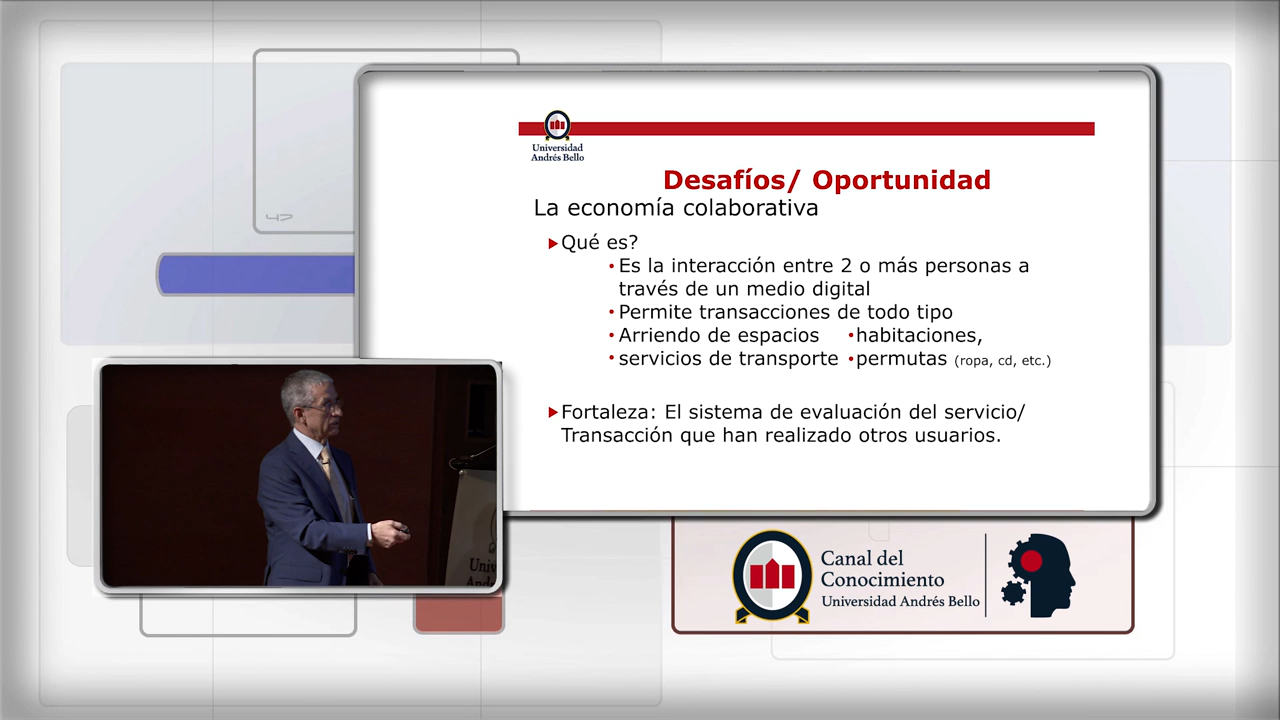 Universidad
Andrés Bello
Desafíos/ Oportunidad
La economía colaborativa
Qué es?
• Es la interacción entre 2 o más personas a
través de un medio digital
• Permite transacciones de todo tipo
• Arriendo de espacios • habitaciones,
• servicios de transporte • permutas (ropa, cd, etc.)
Fortaleza: El sistema de evaluación del servicio/
Transacción que han realizado otros usuarios.
47
Canal del
Conocimiento
Universidad Andrés Bello